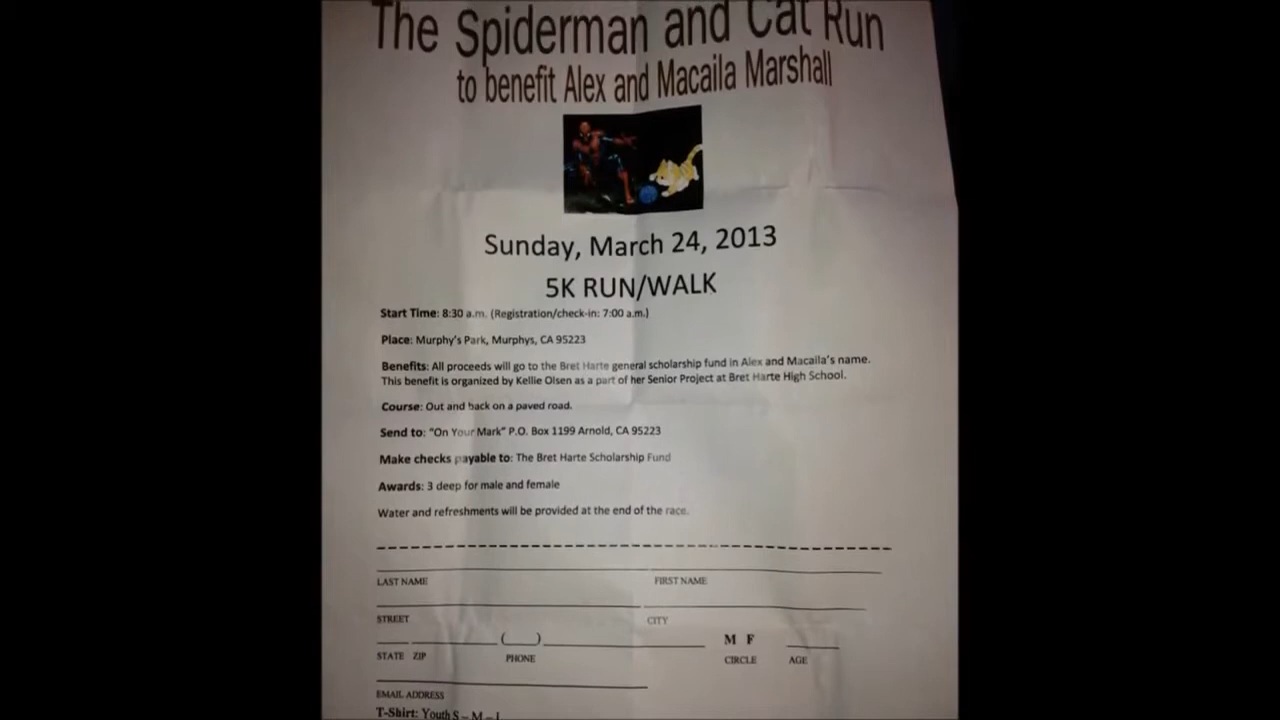 The Spiderman and Cat Run
to benefit Alex and Macaila Marshall
Sunday, March 24, 2013
5K RUN/WALK
Start Time: 8:30 a.m. (Registration/check-in: 7:00 a.m.)
Place: Murphy's Park, Murphys, CA 95223
Benefits: All proceeds will go to the Bret Harte general scholarship fund in Alex and Macaila's name.
This benefit is organized by Kellie Olsen as a part of her Senior Project at Bret Harte High School.
Course: Out and back on a paved road.
Send to: "On Your Mark" P.O. Box 1199 Arnold, CA 95223
Make checks payable to: The Bret Harte Scholarship Fund
Awards: 3 deep for male and female
Water and refreshments will be provided at the end of the race.
LAST NAME FIRST NAME
STREET CITY
( ) M F
STATE ZIP PHONE CIRCLE AGE
EMAIL ADDRESS
T-Shirt: Youth S – M –